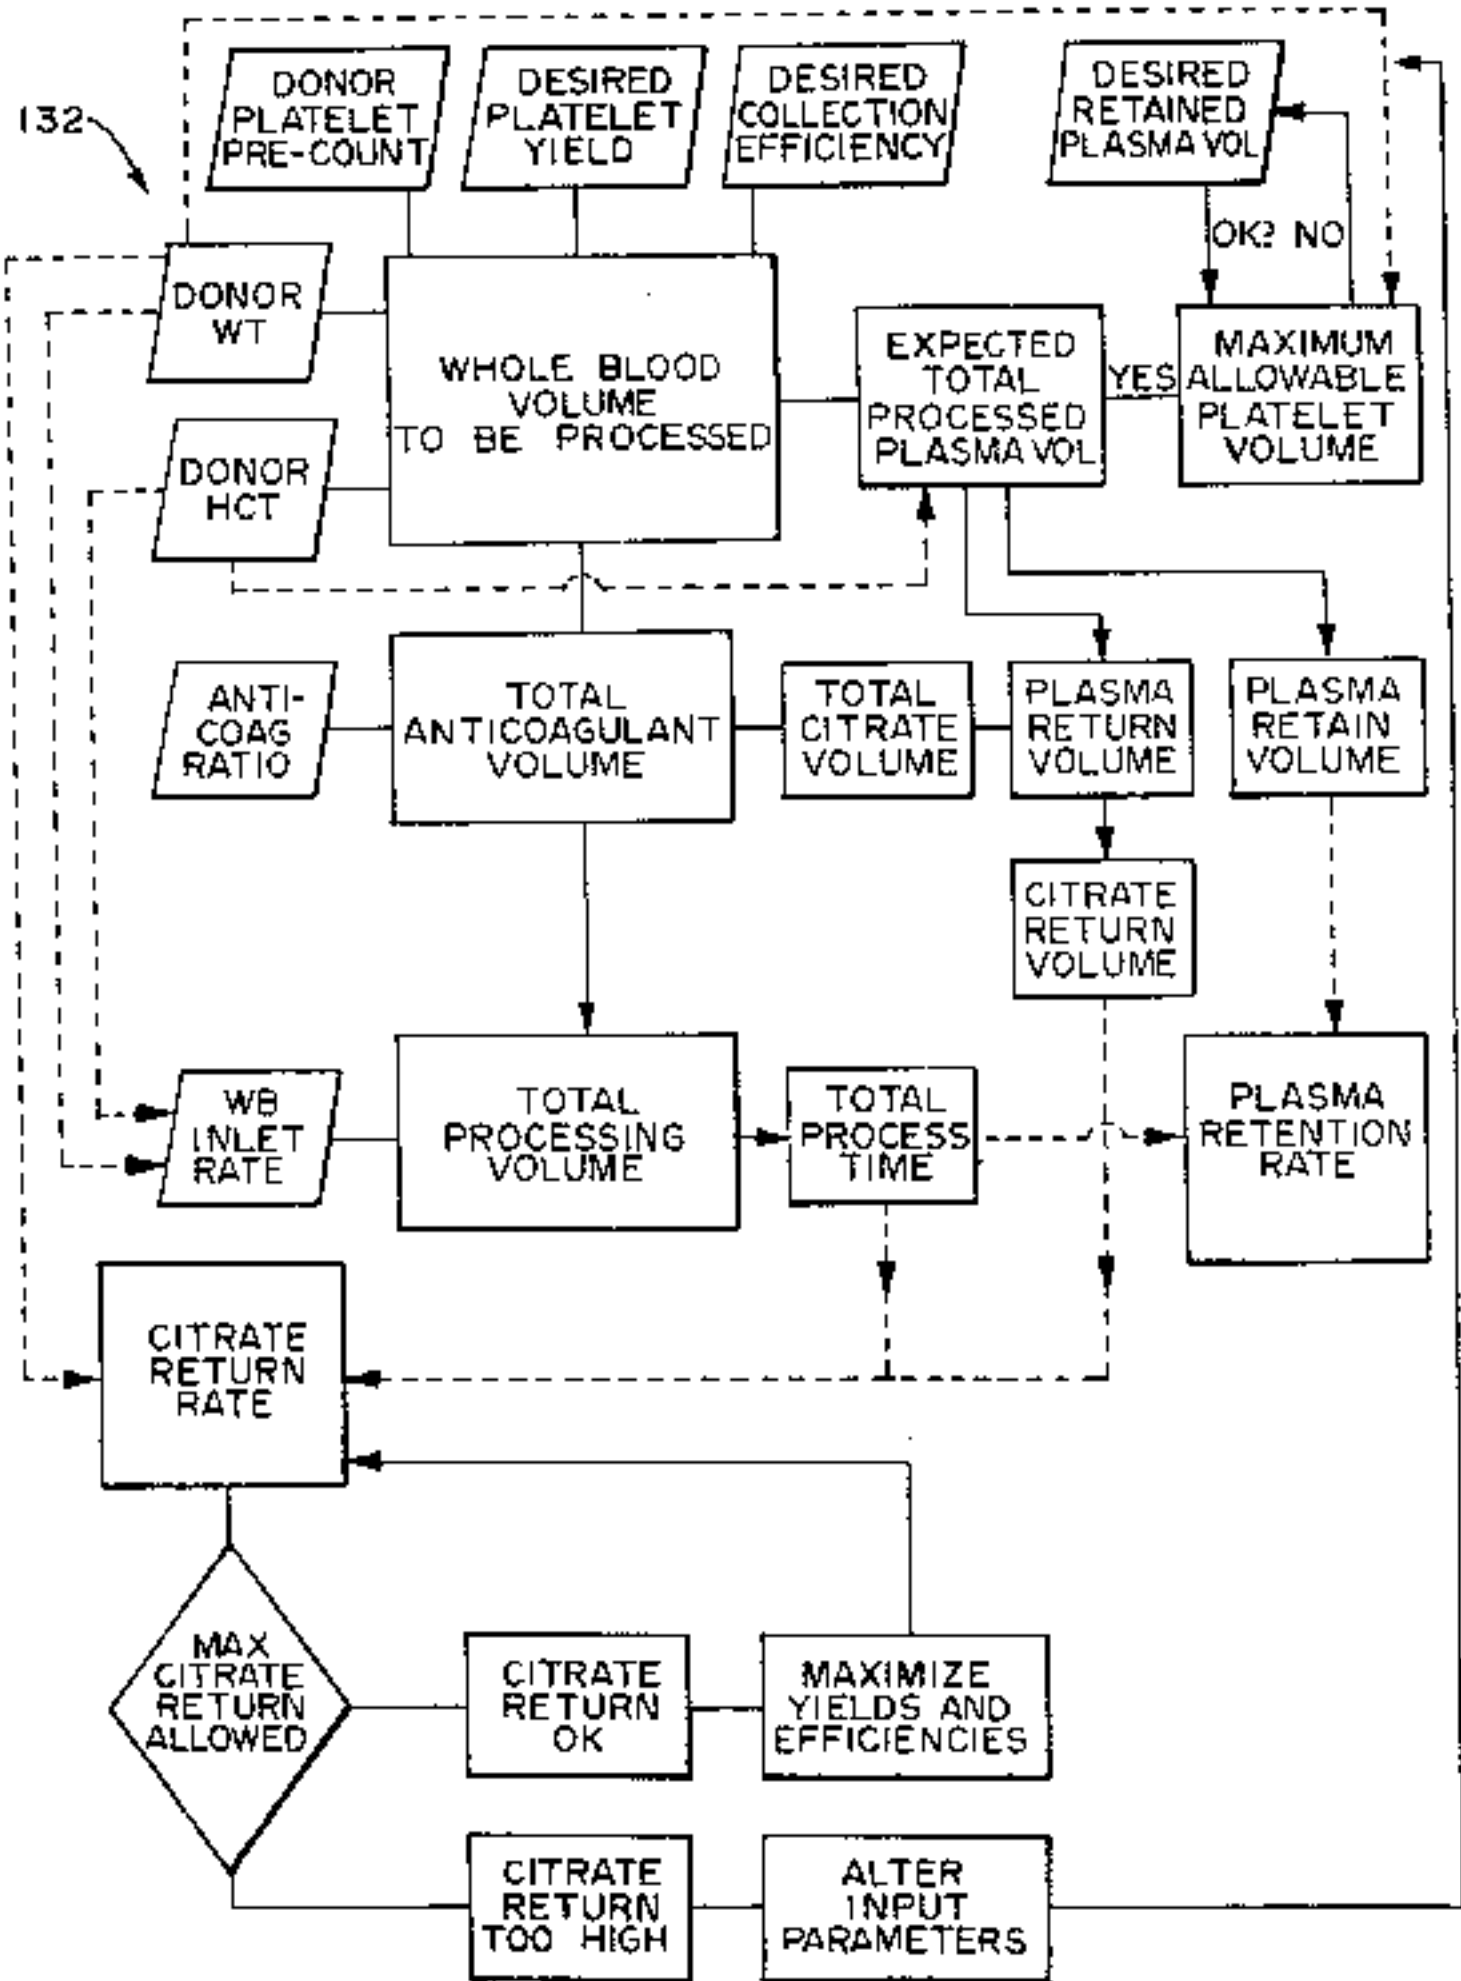 132
DONOR
PLATELET
PRE-COUNT
DESIRED
PLATELET
YIELD
DESIRED
COLLECTION
EFFICIENCY
DESIRED
RETAINED
PLASMA VOL
OK? NO
DONOR
WT
WHOLE BLOOD
VOLUME
TO BE PROCESSED
EXPECTED
TOTAL
PROCESSED
PLASMA VOL
YES
MAXIMUM
ALLOWABLE
PLATELET
VOLUME
DONOR
HCT
ANTI-
COAG
RATIO
TOTAL
ANTICOAGULANT
VOLUME
TOTAL
CITRATE
VOLUME
PLASMA
RETURN
VOLUME
PLASMA
RETAIN
VOLUME
CITRATE
RETURN
VOLUME
WB
INLET
RATE
TOTAL
PROCESSING
VOLUME
TOTAL
PROCESS
TIME
PLASMA
RETENTION
RATE
CITRATE
RETURN
RATE
MAX
CITRATE
RETURN
ALLOWED
CITRATE
RETURN
OK
MAXIMIZE
YIELDS AND
EFFICIENCIES
CITRATE
RETURN
TOO HIGH
ALTER
INPUT
PARAMETERS